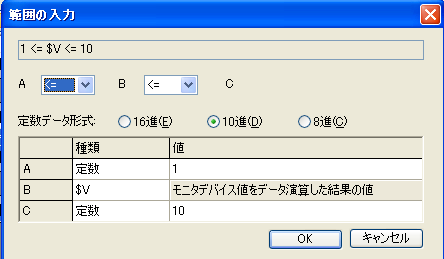 範囲の入力
1 <= $V <= 10
A <= B <= C
定数データ形式: 16進(E) 10進(D) 8進(C)
種類 値
A 定数 1
B $V モニタデバイス値をデータ演算した結果の値
C 定数 10
OK キャンセル